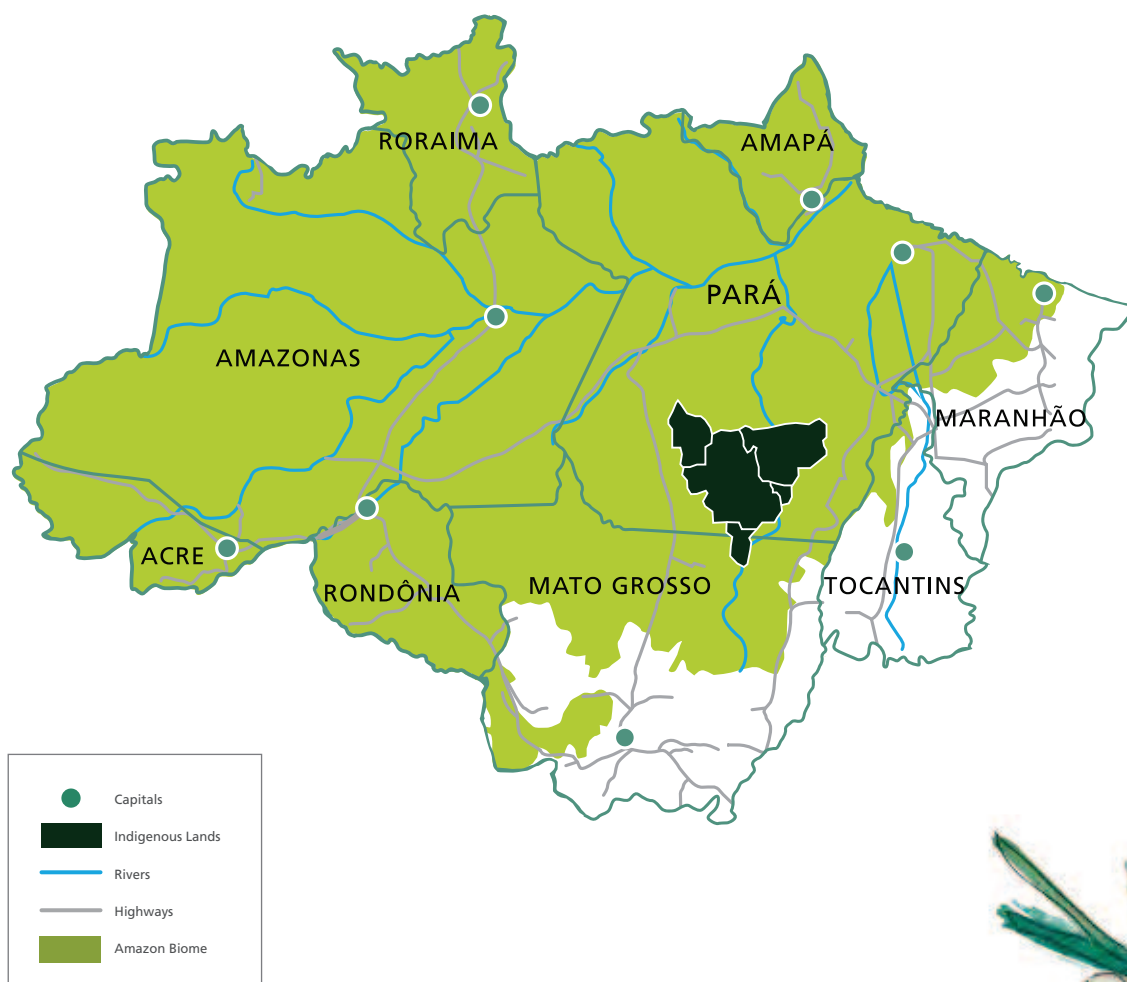 RORAIMA
AMAPÁ
PARÁ
AMAZONAS
MARANHÃO
ACRE
RONDÔNIA
MATO GROSSO
TOCANTINS
Capitals
Indigenous Lands
Rivers
Highways
Amazon Biome